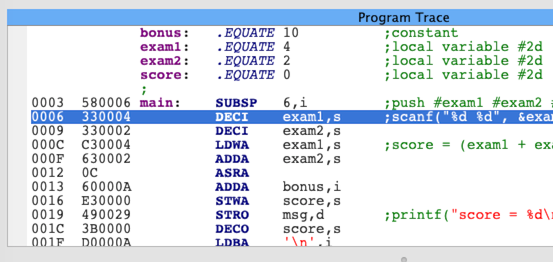 Program Trace
bonus: .EQUATE 10 ;constant
exam1: .EQUATE 4 ;local variable #2d
exam2: .EQUATE 2 ;local variable #2d
score: .EQUATE 0 ;local variable #2d
;
0003 580006 main: SUBSP 6,i ;push #exam1 #exam2 #
0006 330004 DECI exam1,s ;scanf("%d %d", &exam
0009 330002 DECI exam2,s
000C C30004 LDWA exam1,s ;score = (exam1 + exa
000F 630002 ADDA exam2,s
0012 0C ASRA
0013 60000A ADDA bonus,i
0016 E30000 STWA score,s
0019 490029 STRO msg,d ;printf("score = %d\n
001C 3B0000 DECO score,s
001F D0000A LDBA '\n',i